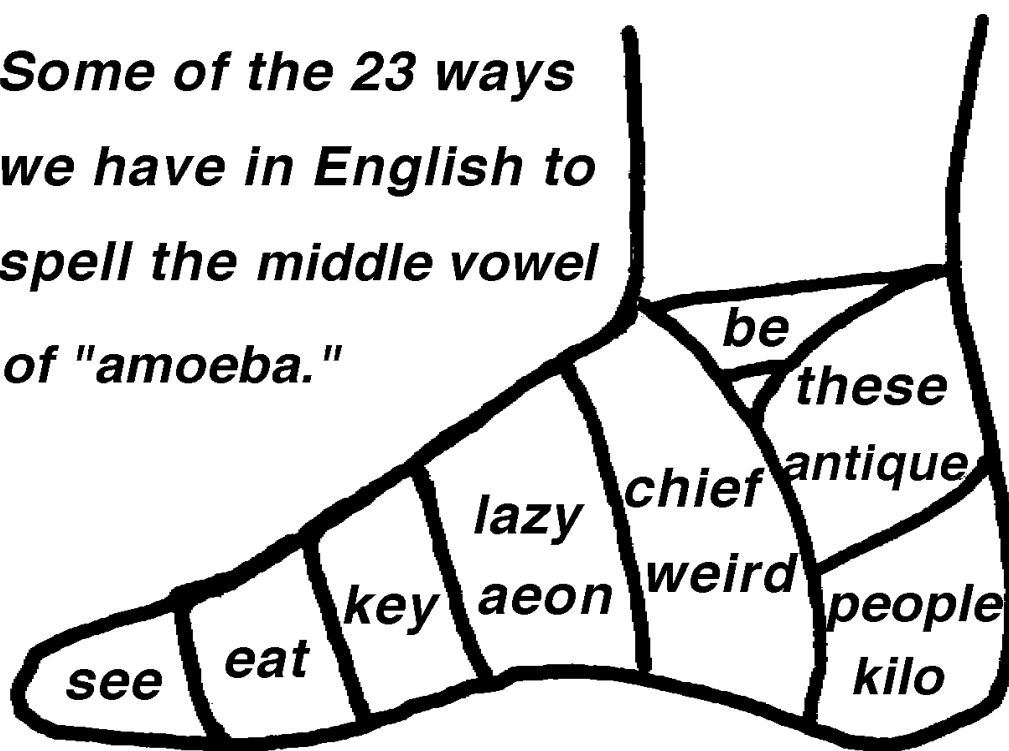 Some of the 23 ways
we have in English to
spell the middle vowel
of "amoeba."
be
these
antique
chief
weird
lazy
aeon
key
people
kilo
eat
see